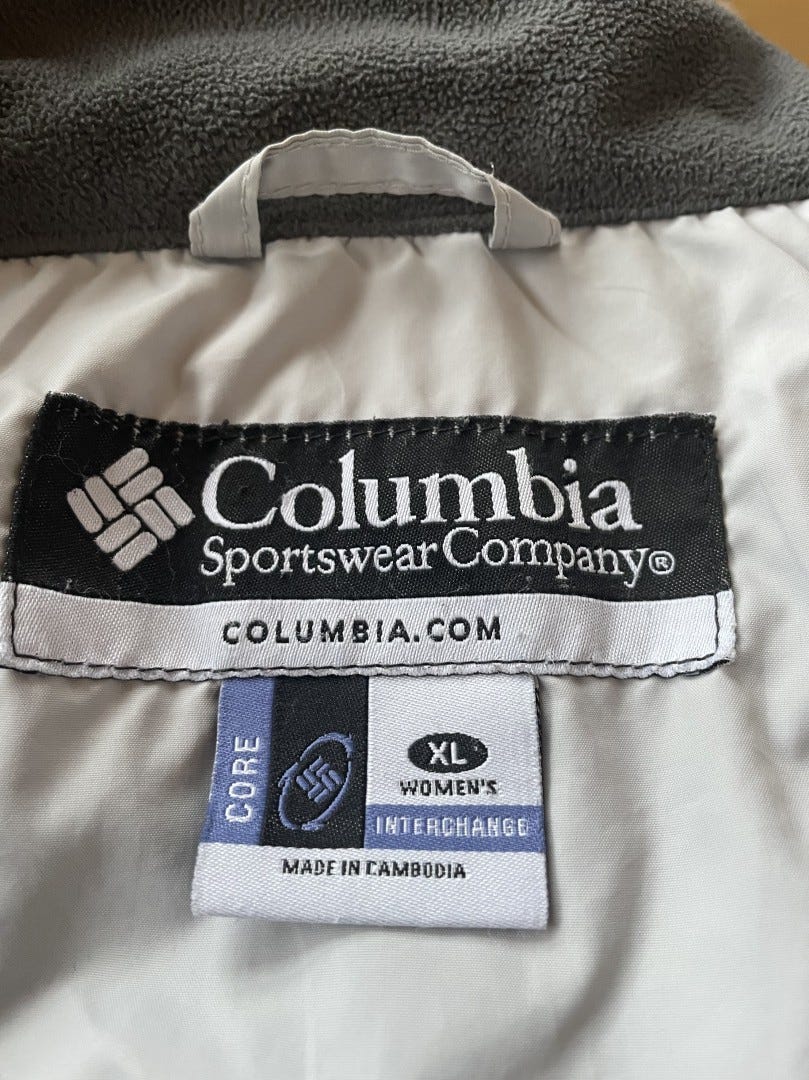 Columbia
Sportswear Company®
COLUMBIA.COM
CORE
XL
WOMEN'S
INTERCHANGE
MADE IN CAMBODIA